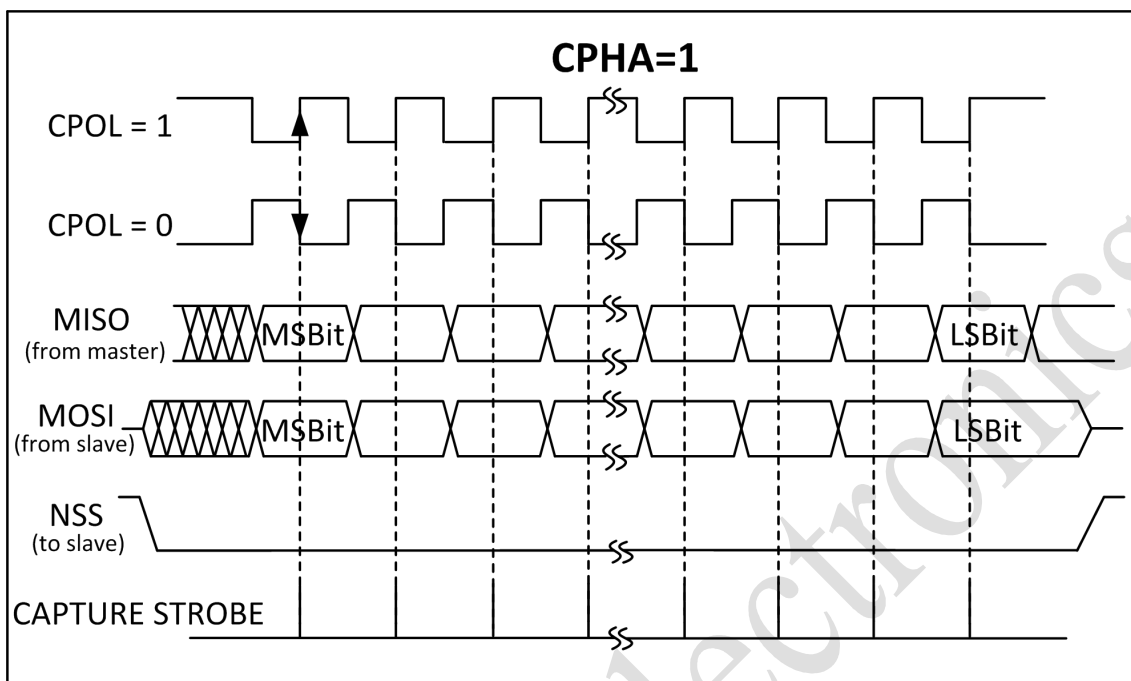 CPHA=1
CPOL = 1
CPOL = 0
MISO
(from master)
MSBit
LSBit
MOSI
(from slave)
MSBit
LSBit
NSS
(to slave)
CAPTURE STROBE
lectronics